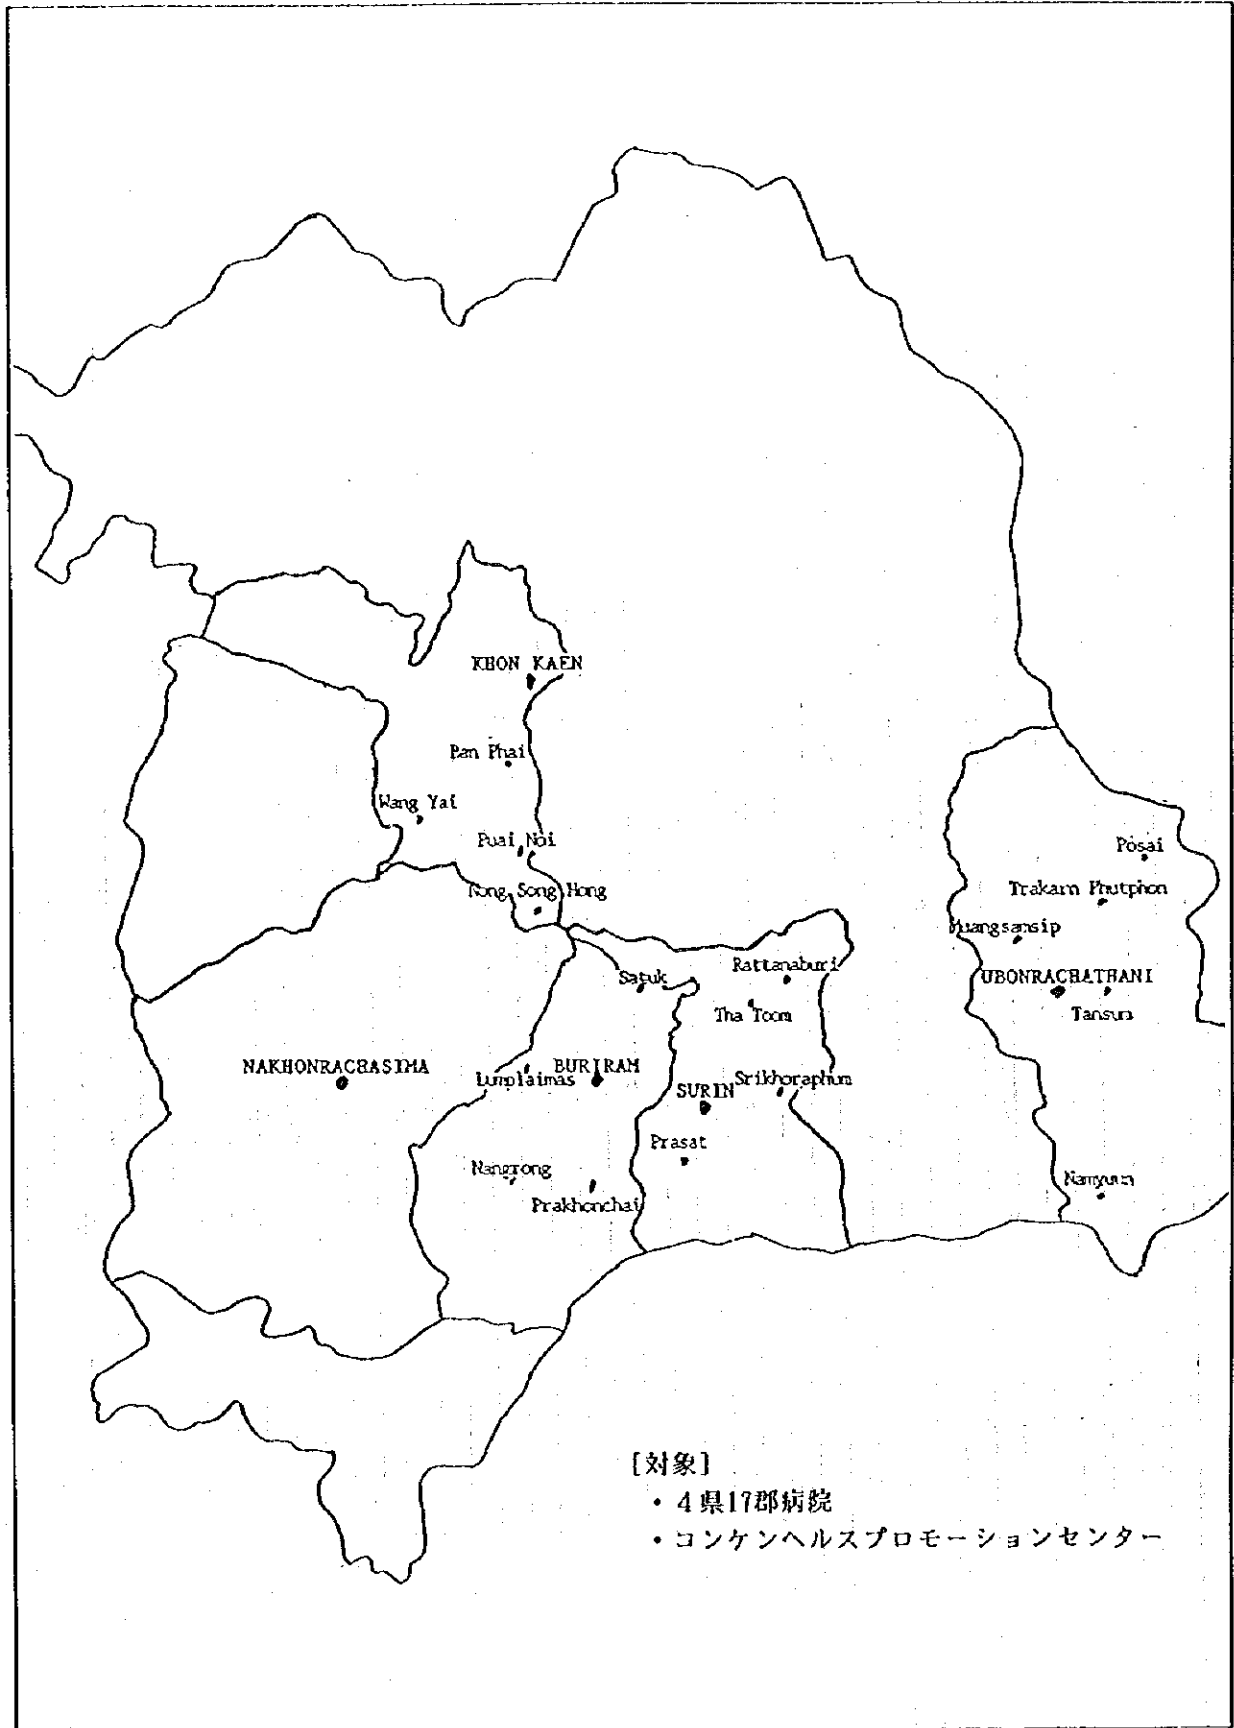 KHON KAEN
Ban Phai
Wang Yai
Puai Noi
Nong Song Hong
Posai
Trakarn Phutphon
Muangsansip
Satuk
Rattanaburi
UBONRACHATHANI
Tha Toom
Tansum
NAKHONRACHASIMA
Lumplaimas
BURIRAM
SURIN
Srikhoraphum
Prasat
Nangrong
Prakhonchai
Namyuun
[対象]
・4県17郡病院
・コンケンヘルスプロモーションセンター